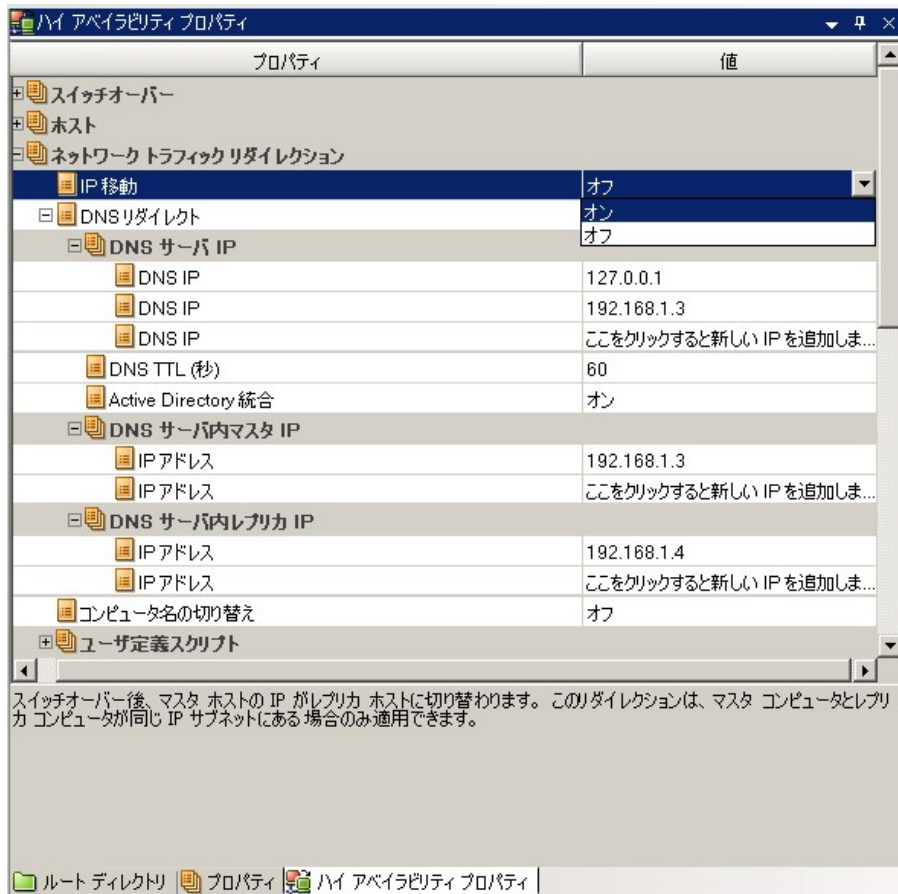 ハイ アベイラビリティ プロパティ
プロパティ 値
スイッチオーバー
ホスト
ネットワーク トラフィック リダイレクション
IP 移動 オフ
オン
DNS リダイレクト
オフ
DNS サーバ IP
DNS IP 127.0.0.1
DNS IP 192.168.1.3
DNS IP ここをクリックすると新しい IP を追加しま...
DNS TTL (秒) 60
Active Directory 統合 オン
DNS サーバ内マスタ IP
IP アドレス 192.168.1.3
IP アドレス ここをクリックすると新しい IP を追加しま...
DNS サーバ内レプリカ IP
IP アドレス 192.168.1.4
IP アドレス ここをクリックすると新しい IP を追加しま...
コンピュータ名の切り替え オフ
ユーザ定義スクリプト
スイッチオーバー後、マスタ ホストの IP がレプリカ ホストに切り替わります。 このリダイレクションは、マスタ コンピュータとレプリ
カ コンピュータが同じ IP サブネットにある場合のみ適用できます。
ルート ディレクトリ プロパティ ハイ アベイラビリティ プロパティ